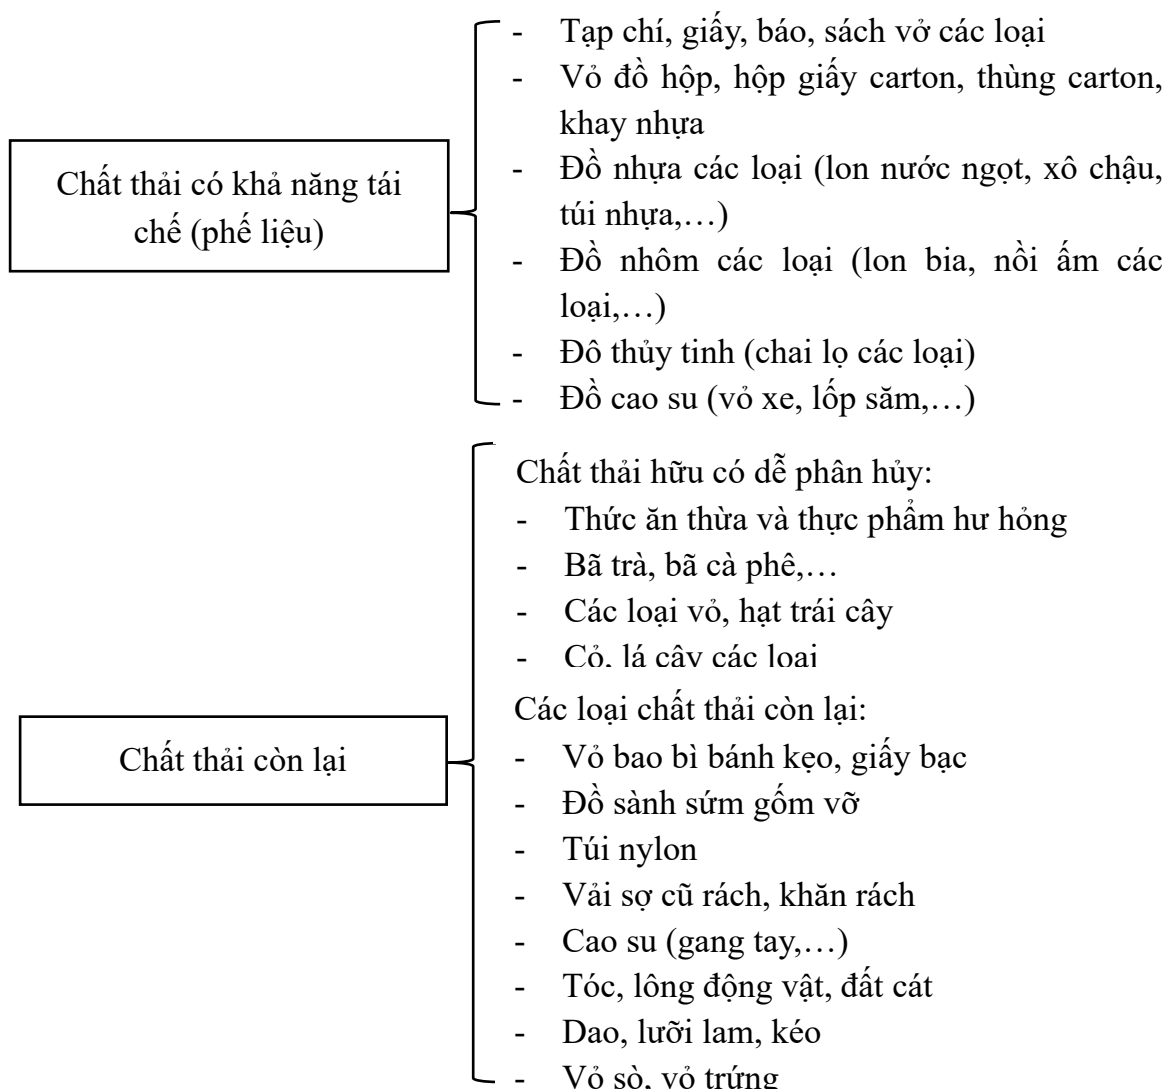 - Tạp chí, giấy, báo, sách vở các loại
- Vỏ đồ hộp, hộp giấy carton, thùng carton,
khay nhựa
Chất thải có khả năng tái
chế (phế liệu)
- Đồ nhựa các loại (lon nước ngọt, xô chậu,
túi nhựa,…)
- Đồ nhôm các loại (lon bia, nồi ấm các
loại,…)
- Đô thủy tinh (chai lọ các loại)
- Đồ cao su (vỏ xe, lốp săm,…)
Chất thải hữu có dễ phân hủy:
- Thức ăn thừa và thực phẩm hư hỏng
- Bã trà, bã cà phê,…
- Các loại vỏ, hạt trái cây
- Cỏ, lá cây các loại
Chất thải còn lại
Các loại chất thải còn lại:
- Vỏ bao bì bánh kẹo, giấy bạc
- Đồ sành sứm gốm vỡ
- Túi nylon
- Vải sợ cũ rách, khăn rách
- Cao su (gang tay,…)
- Tóc, lông động vật, đất cát
- Dao, lưỡi lam, kéo
- Vỏ sò, vỏ trứng